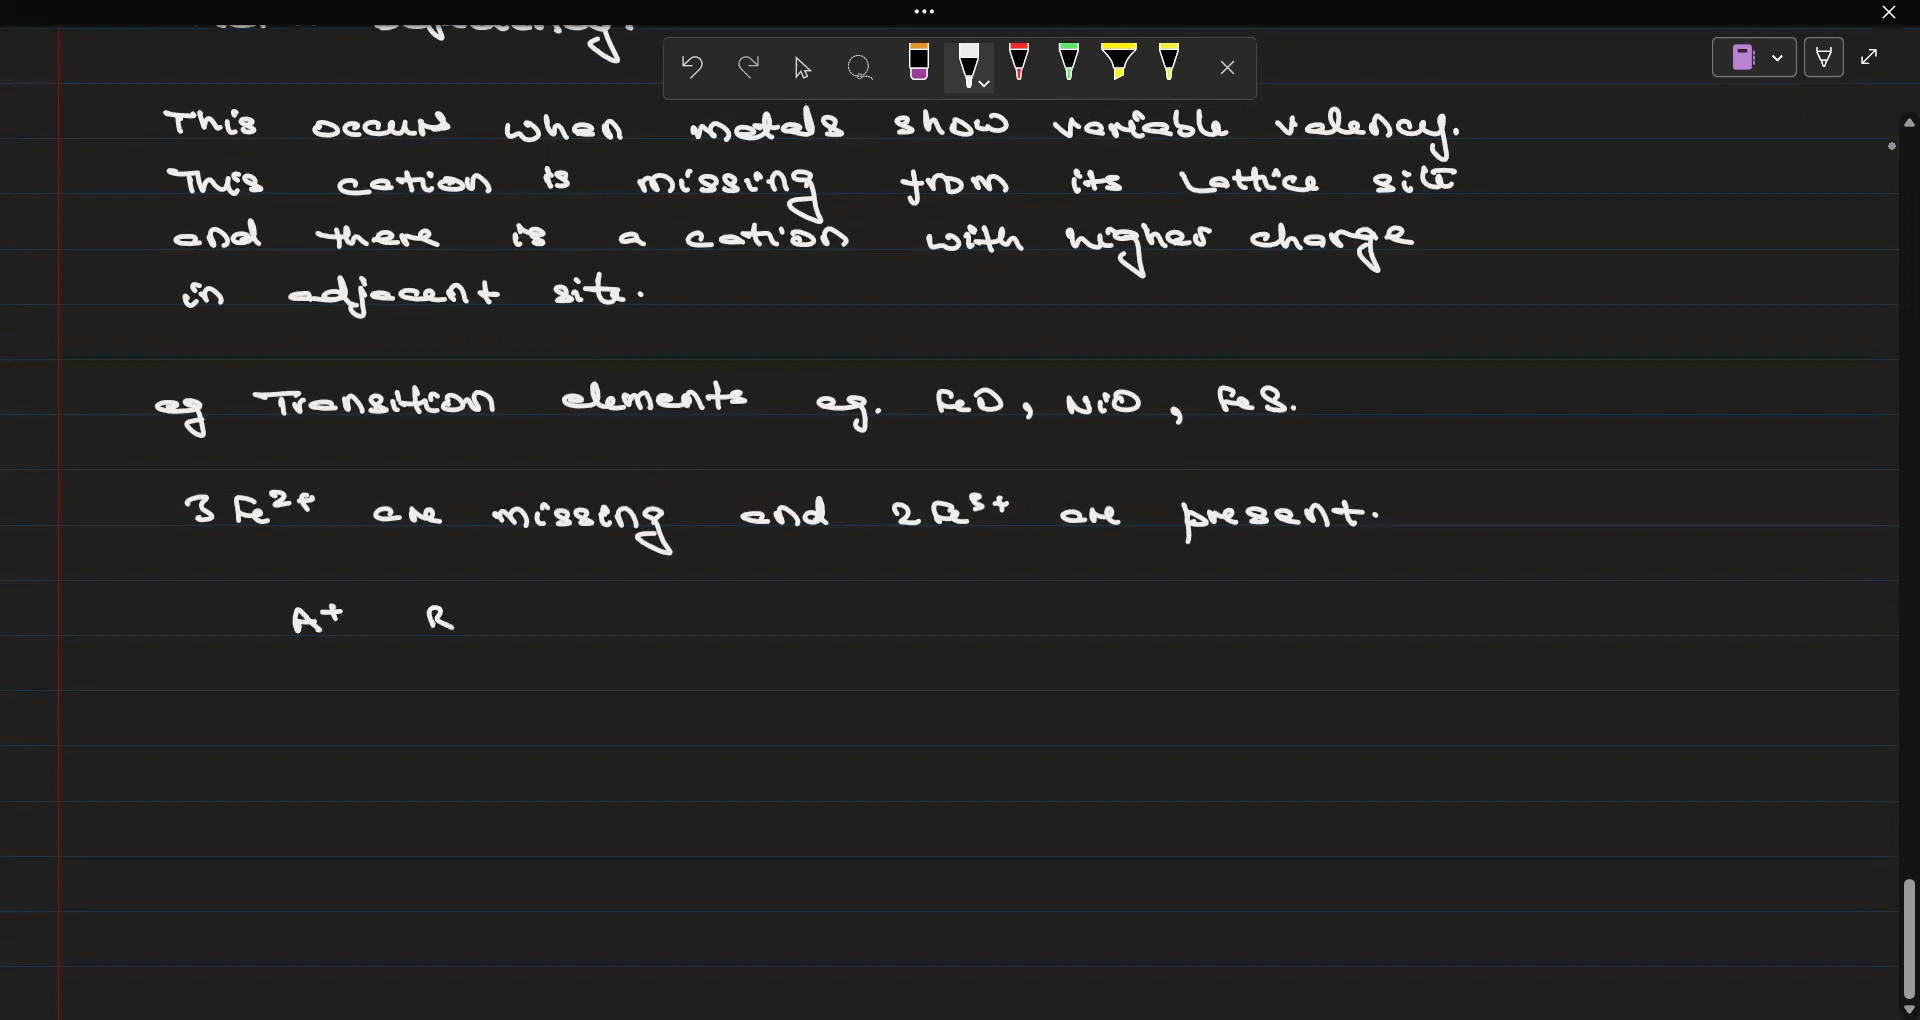 deficiency.
This occurs when metals show variable valency.
This cation is missing from its lattice site
and there is a cation with higher charge
in adjacent site.
eg Transition elements eg. FeO, NiO, FeS.
3 Fe²⁺ are missing and 2 Fe³⁺ are present.
A⁺ R